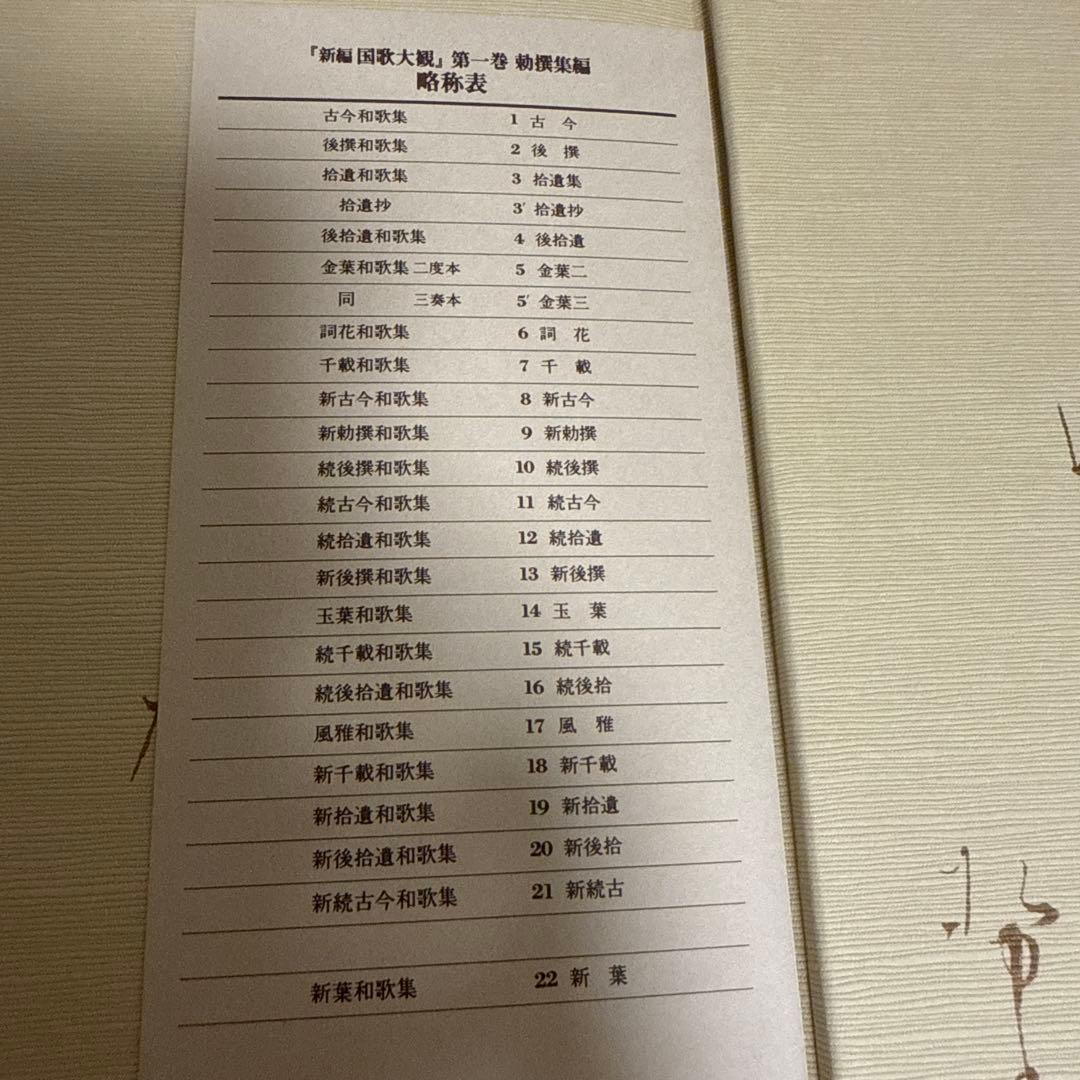 『新編 国歌大観』第一巻 勅撰集編
略称表
古今和歌集 1 古 今
後撰和歌集 2 後 撰
拾遺和歌集 3 拾遺集
拾遺抄 3′ 拾遺抄
後拾遺和歌集 4 後拾遺
金葉和歌集 二度本 5 金葉二
同 三奏本 5′ 金葉三
詞花和歌集 6 詞 花
千載和歌集 7 千 載
新古今和歌集 8 新古今
新勅撰和歌集 9 新勅撰
続後撰和歌集 10 続後撰
続古今和歌集 11 続古今
続拾遺和歌集 12 続拾遺
新後撰和歌集 13 新後撰
玉葉和歌集 14 玉 葉
続千載和歌集 15 続千載
続後拾遺和歌集 16 続後拾
風雅和歌集 17 風 雅
新千載和歌集 18 新千載
新拾遺和歌集 19 新拾遺
新後拾遺和歌集 20 新後拾
新続古今和歌集 21 新続古
新葉和歌集 22 新 葉